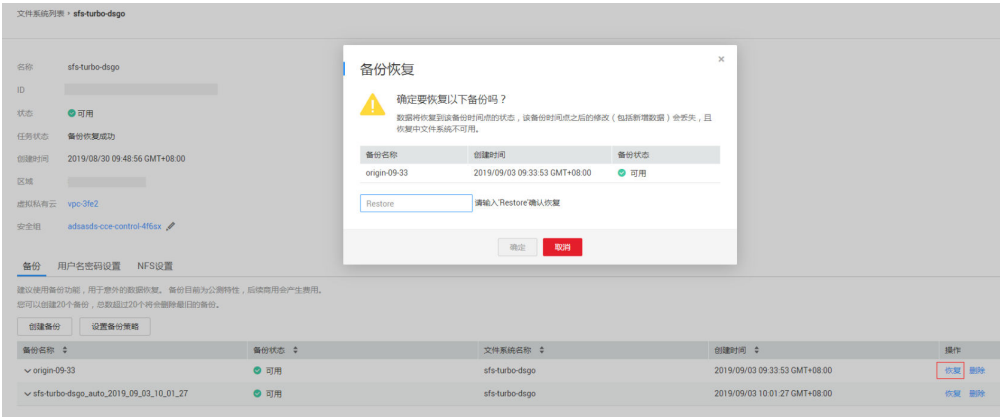 文件系统列表 › sfs-turbo-dsgo
名称 sfs-turbo-dsgo
ID
状态 可用
任务状态 备份恢复成功
创建时间 2019/08/30 09:48:56 GMT+08:00
区域
虚拟私有云 vpc-3fe2
安全组 adsasds-cce-control-4f6sx
备份恢复
×
确定要恢复以下备份吗？
数据将恢复到该备份时间点的状态，该备份时间点之后的修改（包括新增数据）会丢失，且
恢复中文件系统不可用。
备份名称 创建时间 备份状态
origin-09-33 2019/09/03 09:33:53 GMT+08:00 可用
Restore 请输入'Restore'确认恢复
确定 取消
备份 用户名密码设置 NFS设置
建议使用备份功能，用于意外的数据恢复。 备份目前为公测特性，后续商用会产生费用。
您可以创建20个备份，总数超过20个将会删除最旧的备份。
创建备份 设置备份策略
备份名称 备份状态 文件系统名称 创建时间 操作
origin-09-33 可用 sfs-turbo-dsgo 2019/09/03 09:33:53 GMT+08:00 恢复 删除
sfs-turbo-dsgo_auto_2019_09_03_10_01_27 可用 sfs-turbo-dsgo 2019/09/03 10:01:27 GMT+08:00 恢复 删除